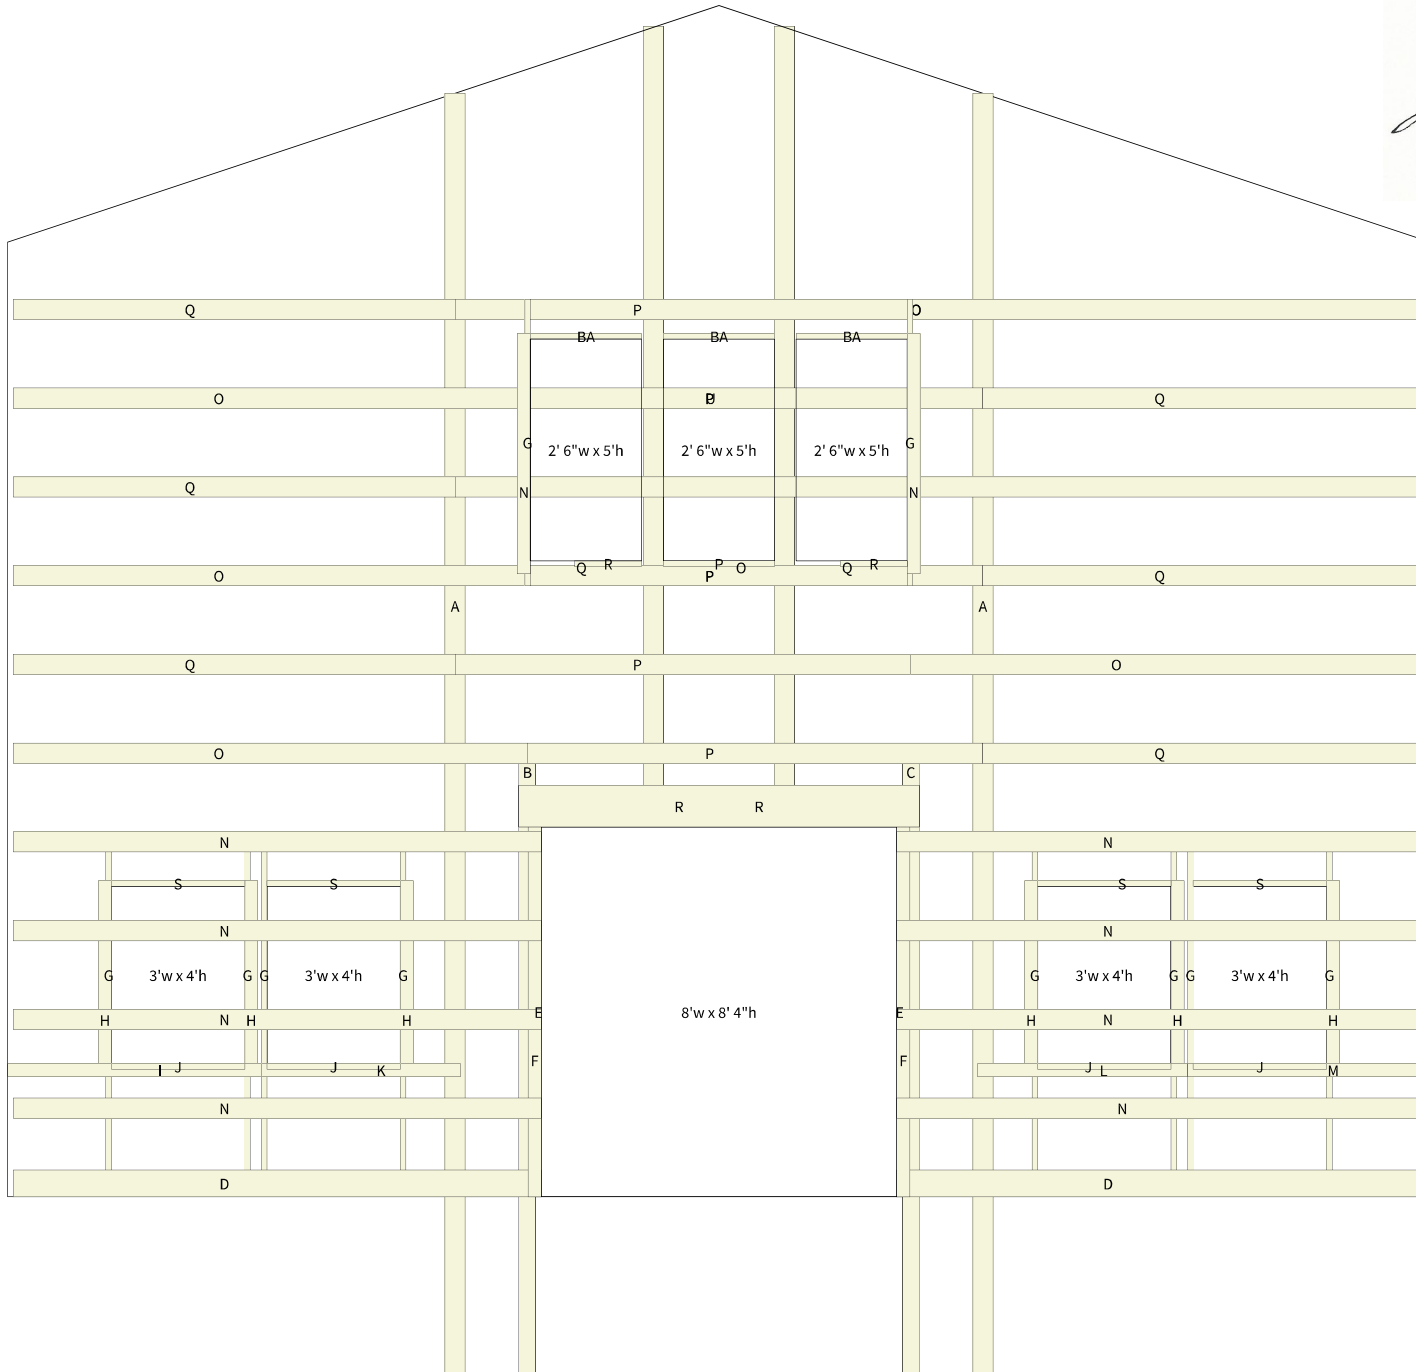 Q P O
BA BA BA
O P Q
G 2' 6"w x 5'h 2' 6"w x 5'h 2' 6"w x 5'h G
Q N N
Q R P O Q R
O P Q
A A
Q P O
O P Q
B C
R R
N N
S S S S
N N
G 3'w x 4'h G G 3'w x 4'h G G 3'w x 4'h G G 3'w x 4'h G
E 8'w x 8' 4"h E
H N H H H N H H
F F
I J J K J L J M
N N
D D